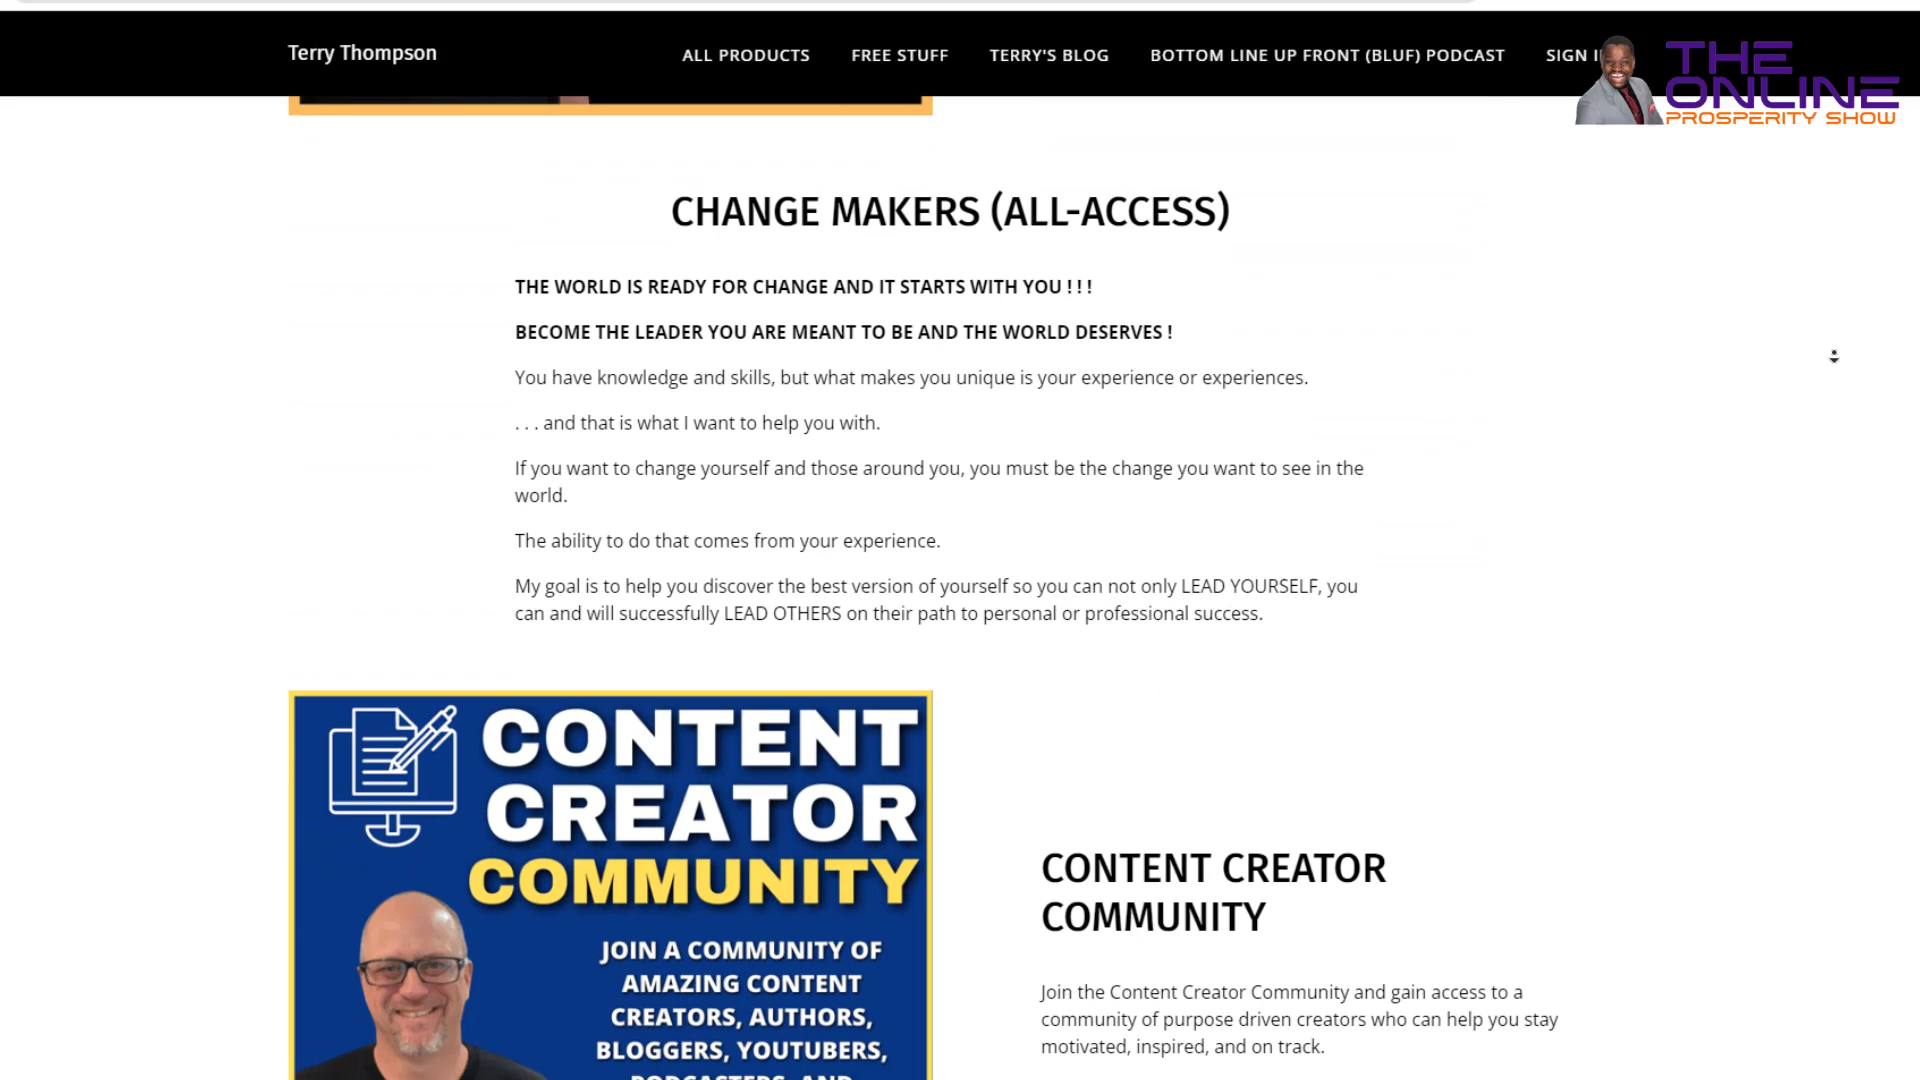 Terry Thompson
ALL PRODUCTS
FREE STUFF
TERRY'S BLOG
BOTTOM LINE UP FRONT (BLUF) PODCAST
SIGN
THE
ONLINE
PROSPERITY SHOW
CHANGE MAKERS (ALL-ACCESS)
THE WORLD IS READY FOR CHANGE AND IT STARTS WITH YOU ! ! !
BECOME THE LEADER YOU ARE MEANT TO BE AND THE WORLD DESERVES !
You have knowledge and skills, but what makes you unique is your experience or experiences.
. . . and that is what I want to help you with.
If you want to change yourself and those around you, you must be the change you want to see in the
world.
The ability to do that comes from your experience.
My goal is to help you discover the best version of yourself so you can not only LEAD YOURSELF, you
can and will successfully LEAD OTHERS on their path to personal or professional success.
CONTENT
CREATOR
COMMUNITY
JOIN A COMMUNITY OF
AMAZING CONTENT
CREATORS, AUTHORS,
BLOGGERS, YOUTUBERS,
PODCASTERS, AND
CONTENT CREATOR
COMMUNITY
Join the Content Creator Community and gain access to a
community of purpose driven creators who can help you stay
motivated, inspired, and on track.